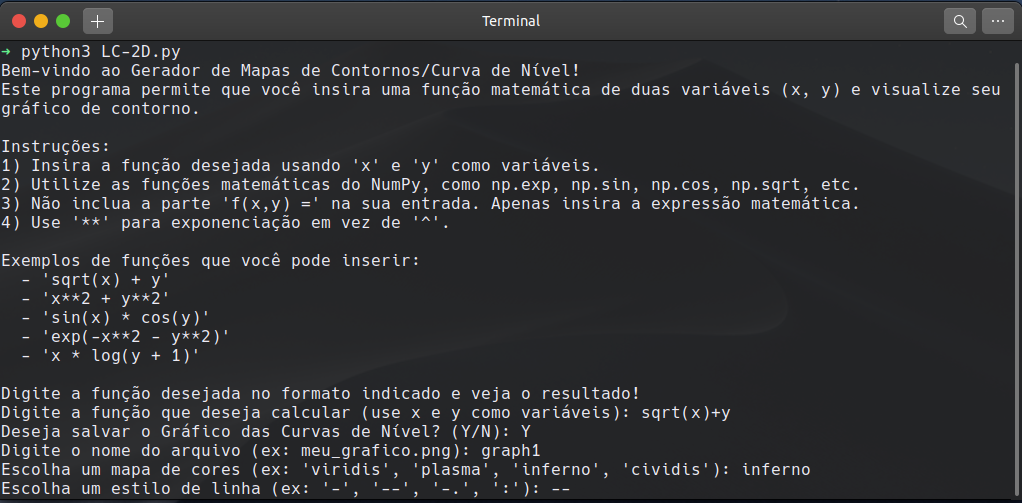 Terminal
→ python3 LC-2D.py
Bem-vindo ao Gerador de Mapas de Contornos/Curva de Nível!
Este programa permite que você insira uma função matemática de duas variáveis (x, y) e visualize seu
gráfico de contorno.
Instruções:
1) Insira a função desejada usando 'x' e 'y' como variáveis.
2) Utilize as funções matemáticas do NumPy, como np.exp, np.sin, np.cos, np.sqrt, etc.
3) Não inclua a parte 'f(x,y) =' na sua entrada. Apenas insira a expressão matemática.
4) Use '**' para exponenciação em vez de '^'.
Exemplos de funções que você pode inserir:
- 'sqrt(x) + y'
- 'x**2 + y**2'
- 'sin(x) * cos(y)'
- 'exp(-x**2 - y**2)'
- 'x * log(y + 1)'
Digite a função desejada no formato indicado e veja o resultado!
Digite a função que deseja calcular (use x e y como variáveis): sqrt(x)+y
Deseja salvar o Gráfico das Curvas de Nível? (Y/N): Y
Digite o nome do arquivo (ex: meu_grafico.png): graph1
Escolha um mapa de cores (ex: 'viridis', 'plasma', 'inferno', 'cividis'): inferno
Escolha um estilo de linha (ex: '-', '--', '-.', ':'): --